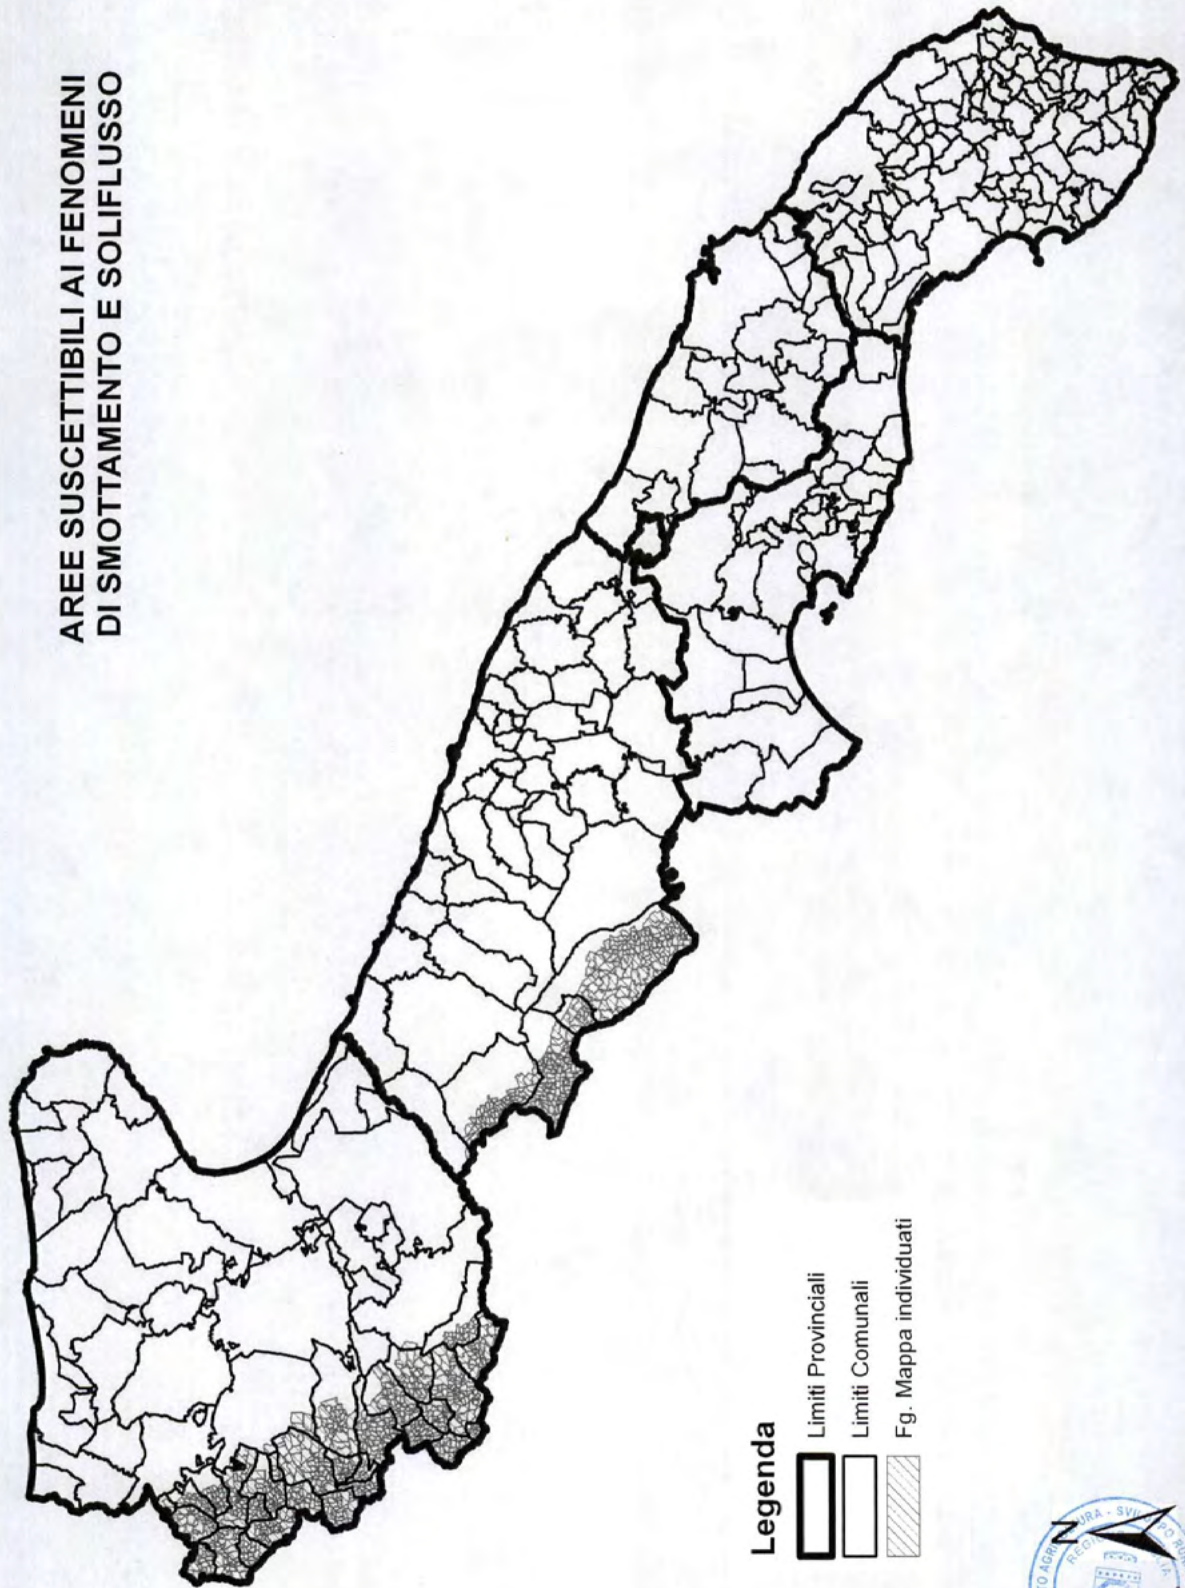 AREE SUSCETTIBILI AI FENOMENI
DI SMOTTAMENTO E SOLIFLUSSO
Legenda
Limiti Provinciali
Limiti Comunali
Fg. Mappa individuati
N